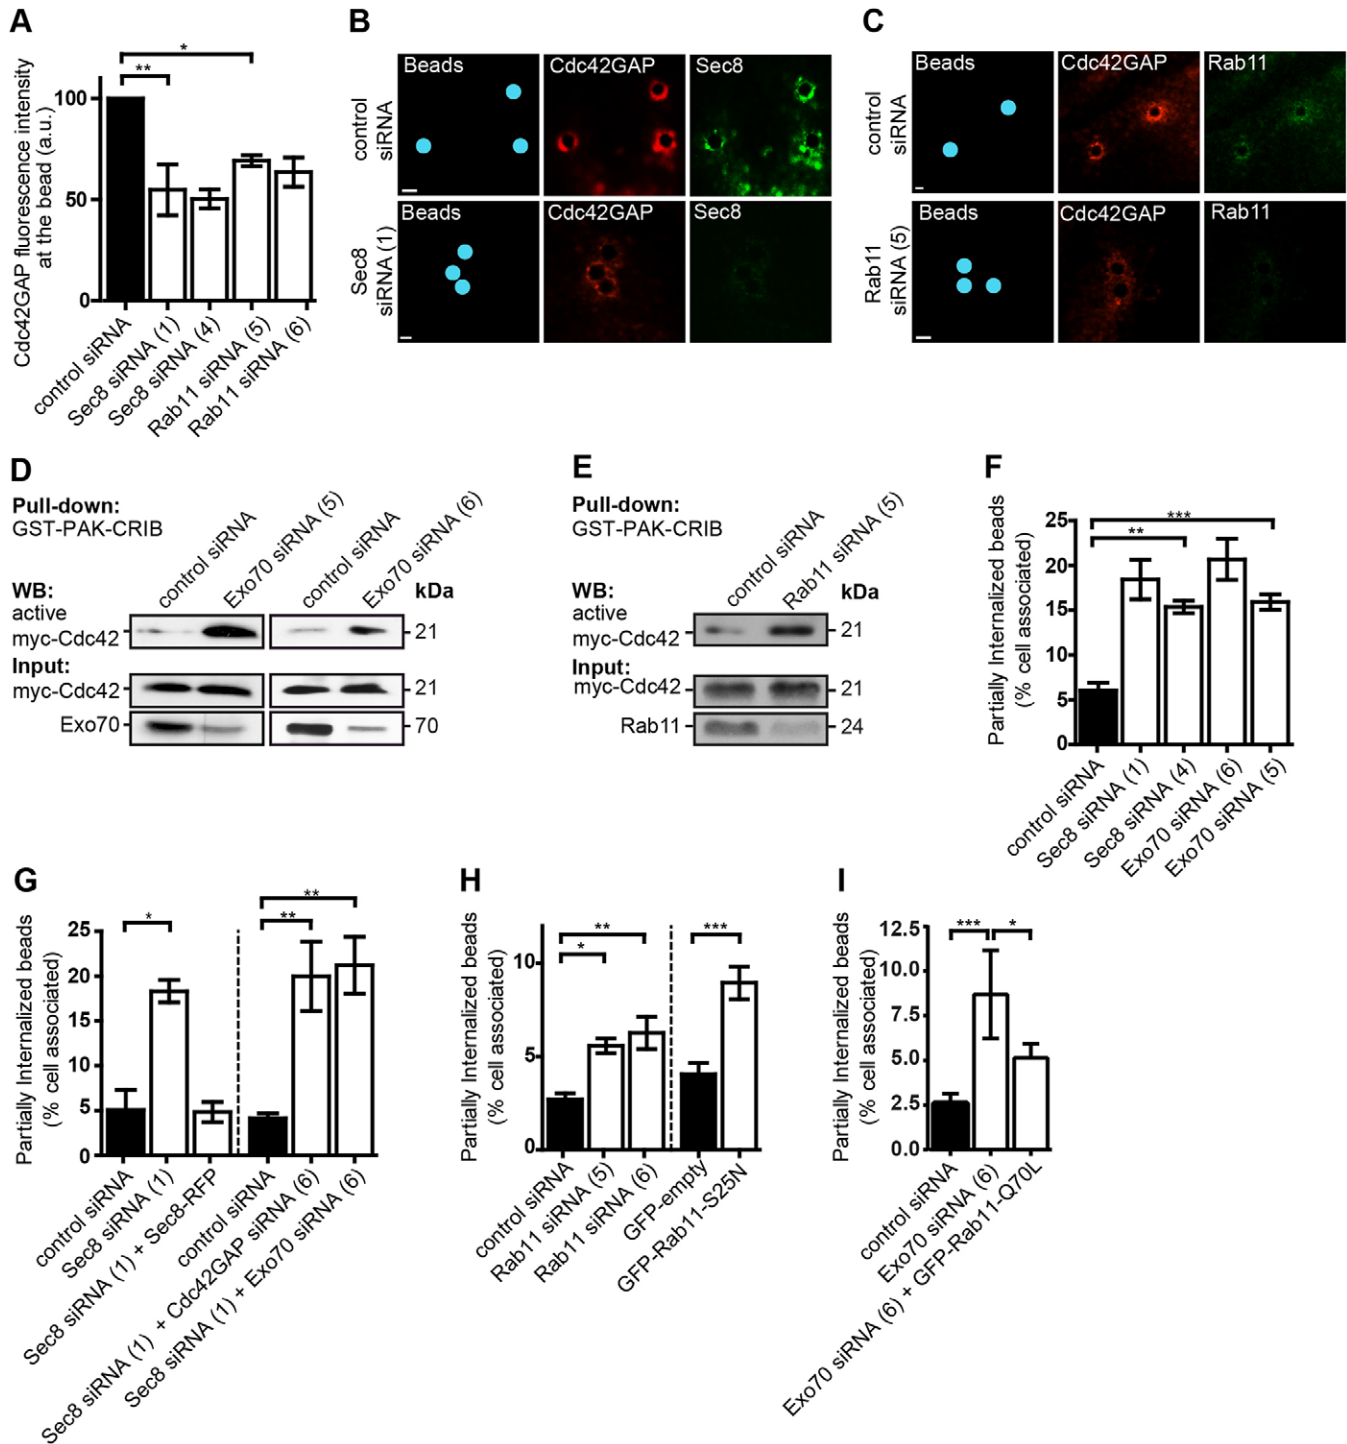 A
Cdc42GAP fluorescence intensity
at the bead (a.u.)
100
50
0
**
*
control siRNA
Sec8 siRNA (1)
Sec8 siRNA (4)
Rab11 siRNA (5)
Rab11 siRNA (6)
B
control
siRNA
Beads
Cdc42GAP
Sec8
Sec8
siRNA (1)
Beads
Cdc42GAP
Sec8
C
control
siRNA
Beads
Cdc42GAP
Rab11
Rab11
siRNA (5)
Beads
Cdc42GAP
Rab11
D
Pull-down:
GST-PAK-CRIB
control siRNA
Exo70 siRNA (5)
control siRNA
Exo70 siRNA (6)
WB:
kDa
active
myc-Cdc42
21
Input:
myc-Cdc42
21
Exo70
70
E
Pull-down:
GST-PAK-CRIB
control siRNA
Rab11 siRNA (5)
WB:
kDa
active
myc-Cdc42
21
Input:
myc-Cdc42
21
Rab11
24
F
Partially Internalized beads
(% cell associated)
25
20
15
10
5
0
***
**
control siRNA
Sec8 siRNA (1)
Sec8 siRNA (4)
Exo70 siRNA (6)
Exo70 siRNA (5)
G
Partially Internalized beads
(% cell associated)
25
20
15
10
5
0
*
**
**
control siRNA
Sec8 siRNA (1)
Sec8 siRNA (1) + Sec8-RFP
control siRNA
Sec8 siRNA (1) + Cdc42GAP siRNA (6)
Sec8 siRNA (1) + Exo70 siRNA (6)
H
Partially Internalized beads
(% cell associated)
10
5
0
**
*
***
control siRNA
Rab11 siRNA (5)
Rab11 siRNA (6)
GFP-empty
GFP-Rab11-S25N
I
Partially Internalized beads
(% cell associated)
12.5
10.0
7.5
5.0
2.5
0.0
***
*
control siRNA
Exo70 siRNA (6)
Exo70 siRNA (6) + GFP-Rab11-Q70L